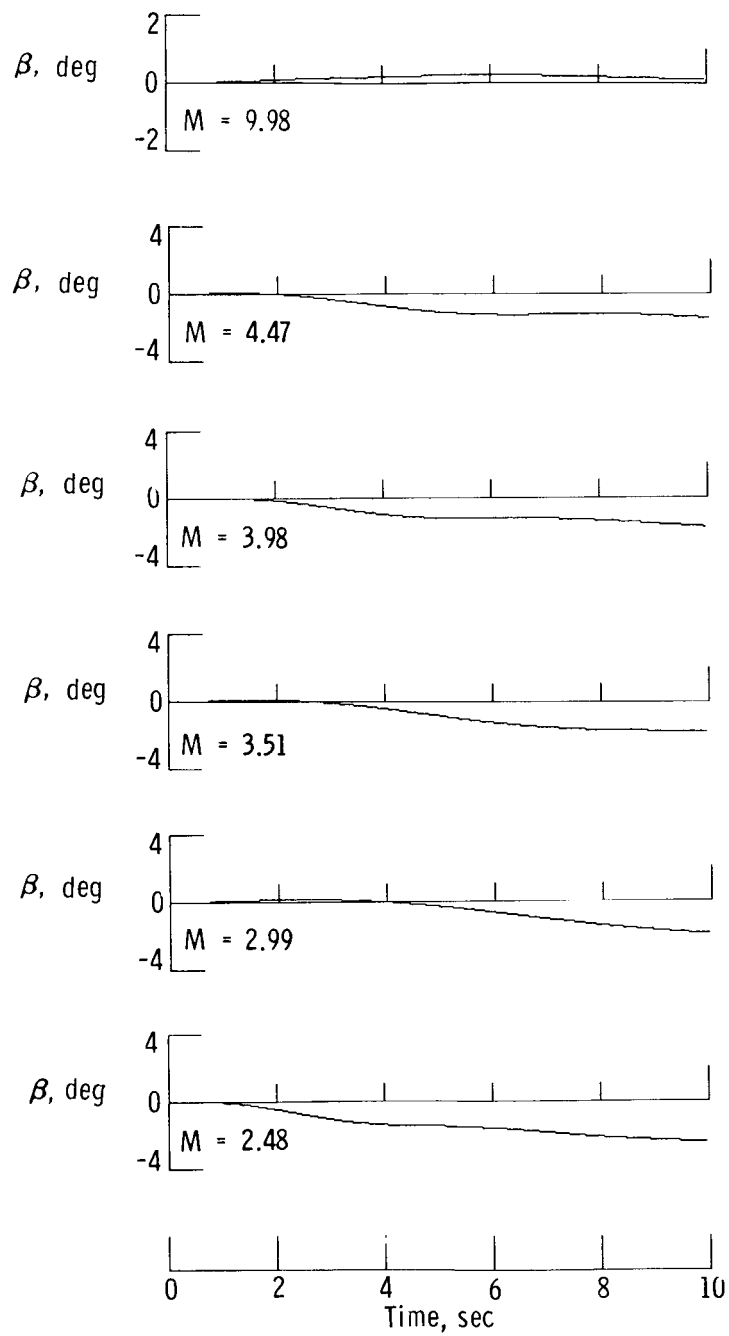 2
β, deg
0
M = 9.98
-2
4
β, deg
0
M = 4.47
-4
4
β, deg
0
M = 3.98
-4
4
β, deg
0
M = 3.51
-4
4
β, deg
0
M = 2.99
-4
4
β, deg
0
M = 2.48
-4
0 2 4 6 8 10
Time, sec